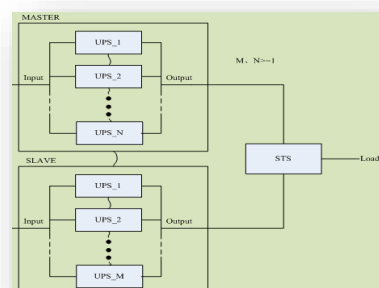 MASTER
UPS_1
UPS_2
Input
Output
M、N>=1
UPS_N
STS
Load
SLAVE
UPS_1
UPS_2
Input
Output
UPS_M